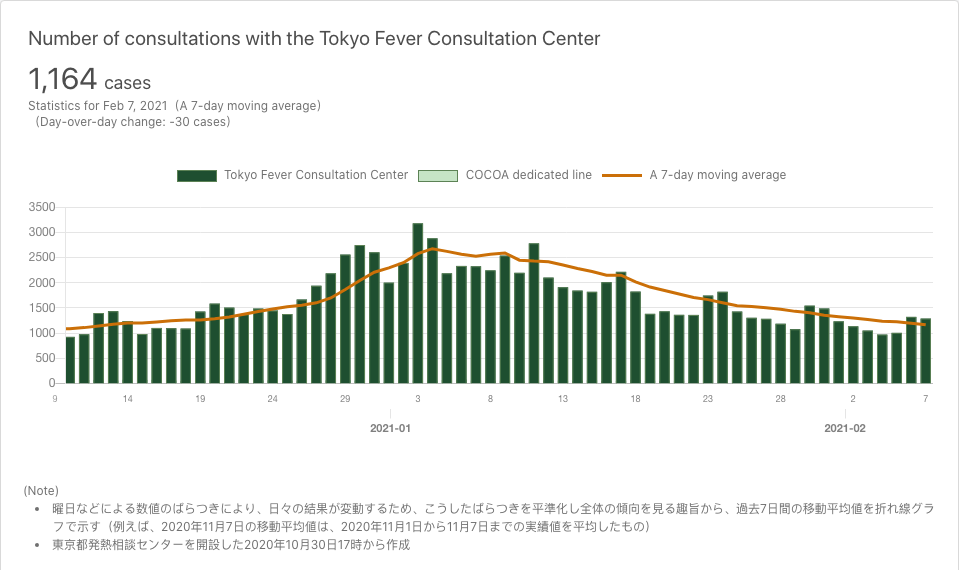 Number of consultations with the Tokyo Fever Consultation Center
1,164 cases
Statistics for Feb 7, 2021（A 7-day moving average）
（Day-over-day change: -30 cases）
Tokyo Fever Consultation Center COCOA dedicated line A 7-day moving average
3500
3000
2500
2000
1500
1000
500
0
9 14 19 24 29 3 8 13 18 23 28 2 7
2021-01 2021-02
(Note)
• 曜日などによる数値のばらつきにより、日々の結果が変動するため、こうしたばらつきを平準化し全体の傾向を見る趣旨から、過去7日間の移動平均値を折れ線グラ
フで示す（例えば、2020年11月7日の移動平均値は、2020年11月1日から11月7日までの実績値を平均したもの）
• 東京都発熱相談センターを開設した2020年10月30日17時から作成